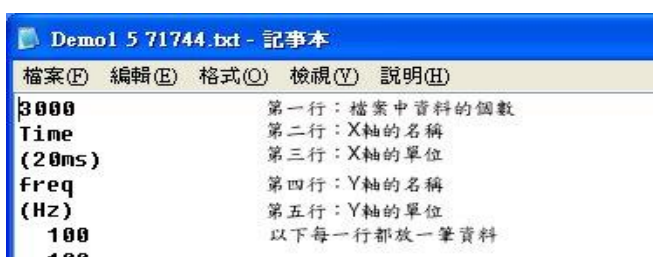 Demo1 5 71744.txt - 記事本
檔案(F) 編輯(E) 格式(O) 檢視(V) 說明(H)
3000 第一行：檔案中資料的個數
Time 第二行：X軸的名稱
(20ms) 第三行：X軸的單位
freq 第四行：Y軸的名稱
(Hz) 第五行：Y軸的單位
100 以下每一行都放一筆資料
100